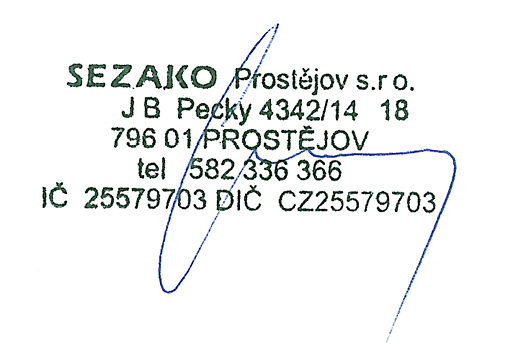 SEZAKO Prostějov s.r o.
J B Pecky 4342/14 18
796 01 PROSTĚJOV
tel 582 336 366
IČ 25579703 DIČ CZ25579703